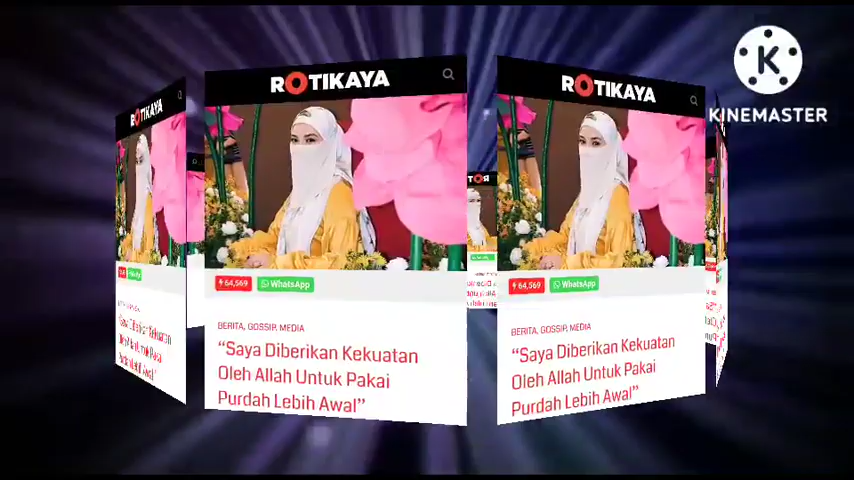 KINEMASTER
ROTIKAYA
64,569 WhatsApp
BERITA, GOSSIP, MEDIA
“Saya Diberikan Kekuatan
Oleh Allah Untuk Pakai
Purdah Lebih Awal”
ROTIKAYA
64,569 WhatsApp
BERITA, GOSSIP, MEDIA
“Saya Diberikan Kekuatan
Oleh Allah Untuk Pakai
Purdah Lebih Awal”
ROTIKAYA